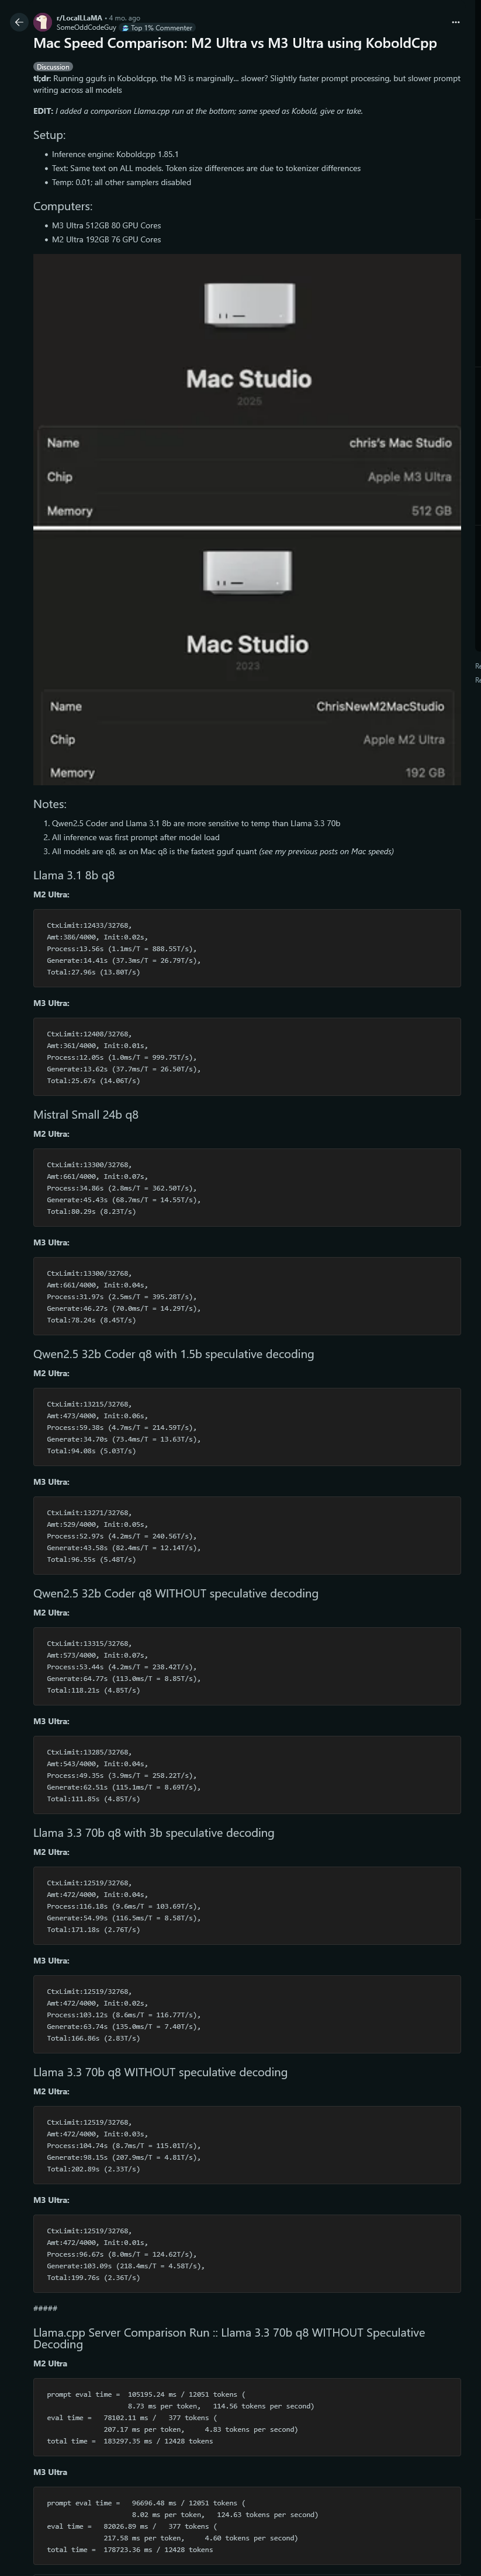 r/LocalLLaMA • 4 mo. ago
SomeOddCodeGuy Top 1% Commenter
Mac Speed Comparison: M2 Ultra vs M3 Ultra using KoboldCpp
Discussion
tl;dr: Running ggufs in Koboldcpp, the M3 is marginally... slower? Slightly faster prompt processing, but slower prompt
writing across all models
EDIT: I added a comparison Llama.cpp run at the bottom; same speed as Kobold, give or take.
Setup:
• Inference engine: Koboldcpp 1.85.1
• Text: Same text on ALL models. Token size differences are due to tokenizer differences
• Temp: 0.01; all other samplers disabled
Computers:
• M3 Ultra 512GB 80 GPU Cores
• M2 Ultra 192GB 76 GPU Cores
Mac Studio
2025
Name chris's Mac Studio
Chip Apple M3 Ultra
Memory 512 GB
Mac Studio
2023
Name ChrisNewM2MacStudio
Chip Apple M2 Ultra
Memory 192 GB
Re
Re
Notes:
1. Qwen2.5 Coder and Llama 3.1 8b are more sensitive to temp than Llama 3.3 70b
2. All inference was first prompt after model load
3. All models are q8, as on Mac q8 is the fastest gguf quant (see my previous posts on Mac speeds)
Llama 3.1 8b q8
M2 Ultra:
CtxLimit:12433/32768,
Amt:386/4000, Init:0.02s,
Process:13.56s (1.1ms/T = 888.55T/s),
Generate:14.41s (37.3ms/T = 26.79T/s),
Total:27.96s (13.80T/s)
M3 Ultra:
CtxLimit:12408/32768,
Amt:361/4000, Init:0.01s,
Process:12.05s (1.0ms/T = 999.75T/s),
Generate:13.62s (37.7ms/T = 26.50T/s),
Total:25.67s (14.06T/s)
Mistral Small 24b q8
M2 Ultra:
CtxLimit:13300/32768,
Amt:661/4000, Init:0.07s,
Process:34.86s (2.8ms/T = 362.50T/s),
Generate:45.43s (68.7ms/T = 14.55T/s),
Total:80.29s (8.23T/s)
M3 Ultra:
CtxLimit:13300/32768,
Amt:661/4000, Init:0.04s,
Process:31.97s (2.5ms/T = 395.28T/s),
Generate:46.27s (70.0ms/T = 14.29T/s),
Total:78.24s (8.45T/s)
Qwen2.5 32b Coder q8 with 1.5b speculative decoding
M2 Ultra:
CtxLimit:13215/32768,
Amt:473/4000, Init:0.06s,
Process:59.38s (4.7ms/T = 214.59T/s),
Generate:34.70s (73.4ms/T = 13.63T/s),
Total:94.08s (5.03T/s)
M3 Ultra:
CtxLimit:13271/32768,
Amt:529/4000, Init:0.05s,
Process:52.97s (4.2ms/T = 240.56T/s),
Generate:43.58s (82.4ms/T = 12.14T/s),
Total:96.55s (5.48T/s)
Qwen2.5 32b Coder q8 WITHOUT speculative decoding
M2 Ultra:
CtxLimit:13315/32768,
Amt:573/4000, Init:0.07s,
Process:53.44s (4.2ms/T = 238.42T/s),
Generate:64.77s (113.0ms/T = 8.85T/s),
Total:118.21s (4.85T/s)
M3 Ultra:
CtxLimit:13285/32768,
Amt:543/4000, Init:0.04s,
Process:49.35s (3.9ms/T = 258.22T/s),
Generate:62.51s (115.1ms/T = 8.69T/s),
Total:111.85s (4.85T/s)
Llama 3.3 70b q8 with 3b speculative decoding
M2 Ultra:
CtxLimit:12519/32768,
Amt:472/4000, Init:0.04s,
Process:116.18s (9.6ms/T = 103.69T/s),
Generate:54.99s (116.5ms/T = 8.58T/s),
Total:171.18s (2.76T/s)
M3 Ultra:
CtxLimit:12519/32768,
Amt:472/4000, Init:0.02s,
Process:103.12s (8.6ms/T = 116.77T/s),
Generate:63.74s (135.0ms/T = 7.40T/s),
Total:166.86s (2.83T/s)
Llama 3.3 70b q8 WITHOUT speculative decoding
M2 Ultra:
CtxLimit:12519/32768,
Amt:472/4000, Init:0.03s,
Process:104.74s (8.7ms/T = 115.01T/s),
Generate:98.15s (207.9ms/T = 4.81T/s),
Total:202.89s (2.33T/s)
M3 Ultra:
CtxLimit:12519/32768,
Amt:472/4000, Init:0.01s,
Process:96.67s (8.0ms/T = 124.62T/s),
Generate:103.09s (218.4ms/T = 4.58T/s),
Total:199.76s (2.36T/s)
#####
Llama.cpp Server Comparison Run :: Llama 3.3 70b q8 WITHOUT Speculative
Decoding
M2 Ultra
prompt eval time = 105195.24 ms / 12051 tokens (
8.73 ms per token, 114.56 tokens per second)
eval time = 78102.11 ms / 377 tokens (
207.17 ms per token, 4.83 tokens per second)
total time = 183297.35 ms / 12428 tokens
M3 Ultra
prompt eval time = 96696.48 ms / 12051 tokens (
8.02 ms per token, 124.63 tokens per second)
eval time = 82026.89 ms / 377 tokens (
217.58 ms per token, 4.60 tokens per second)
total time = 178723.36 ms / 12428 tokens